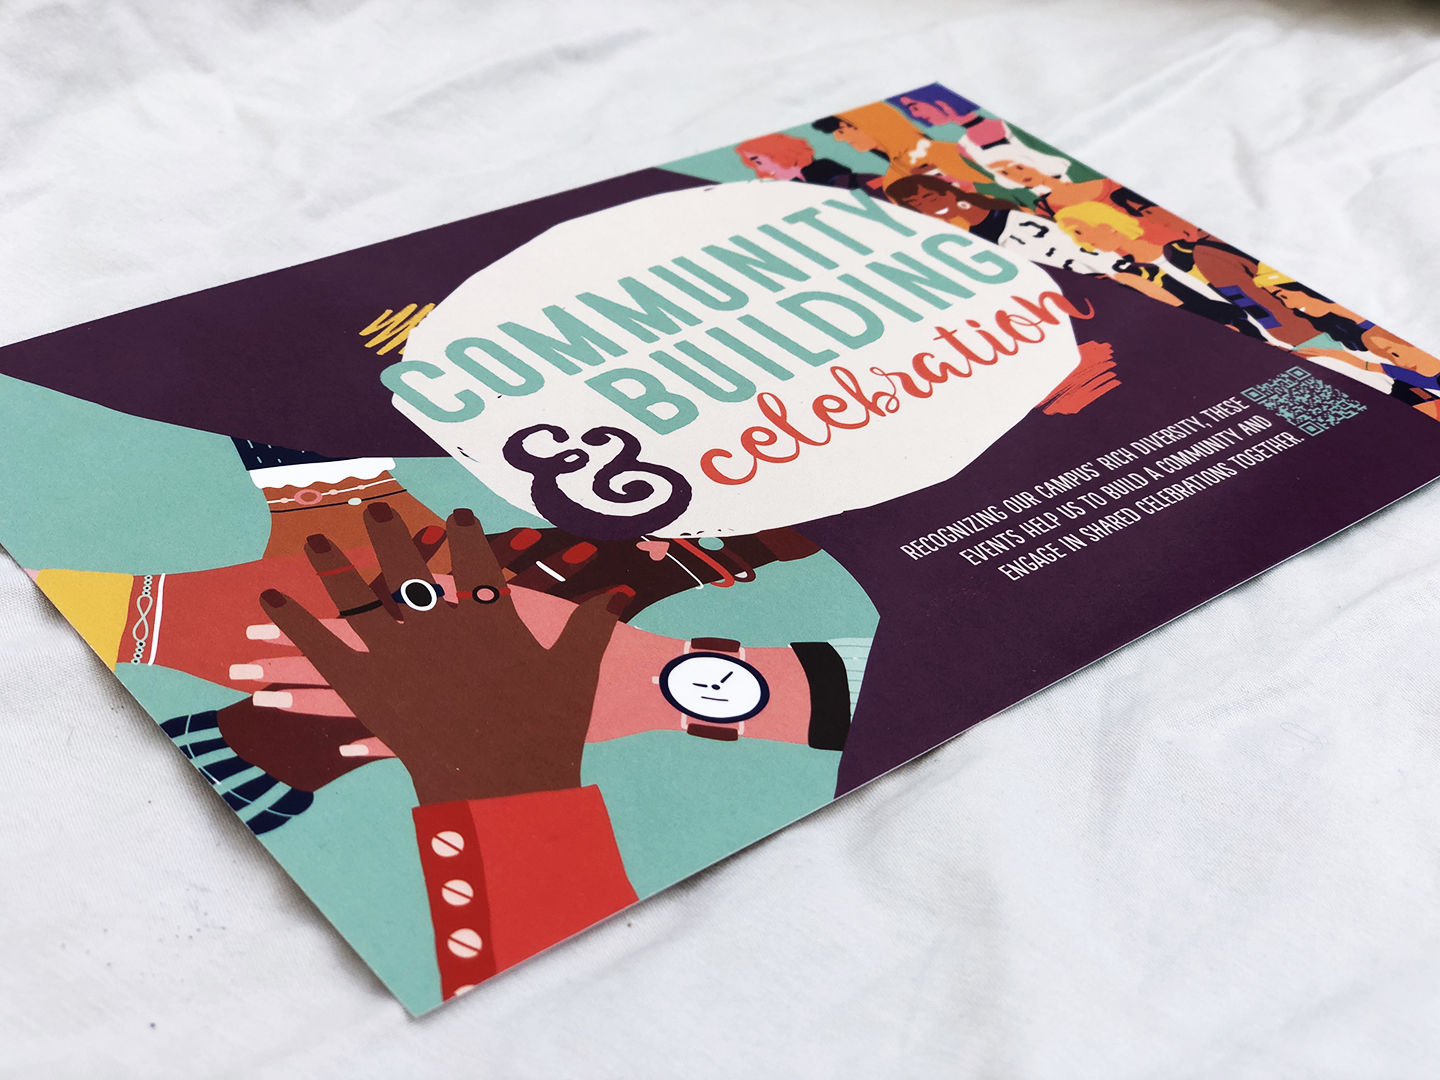 COMMUNITY
BUILDING
& celebration
RECOGNIZING OUR CAMPUS' RICH DIVERSITY, THESE
EVENTS HELP US TO BUILD A COMMUNITY AND
ENGAGE IN SHARED CELEBRATIONS TOGETHER.